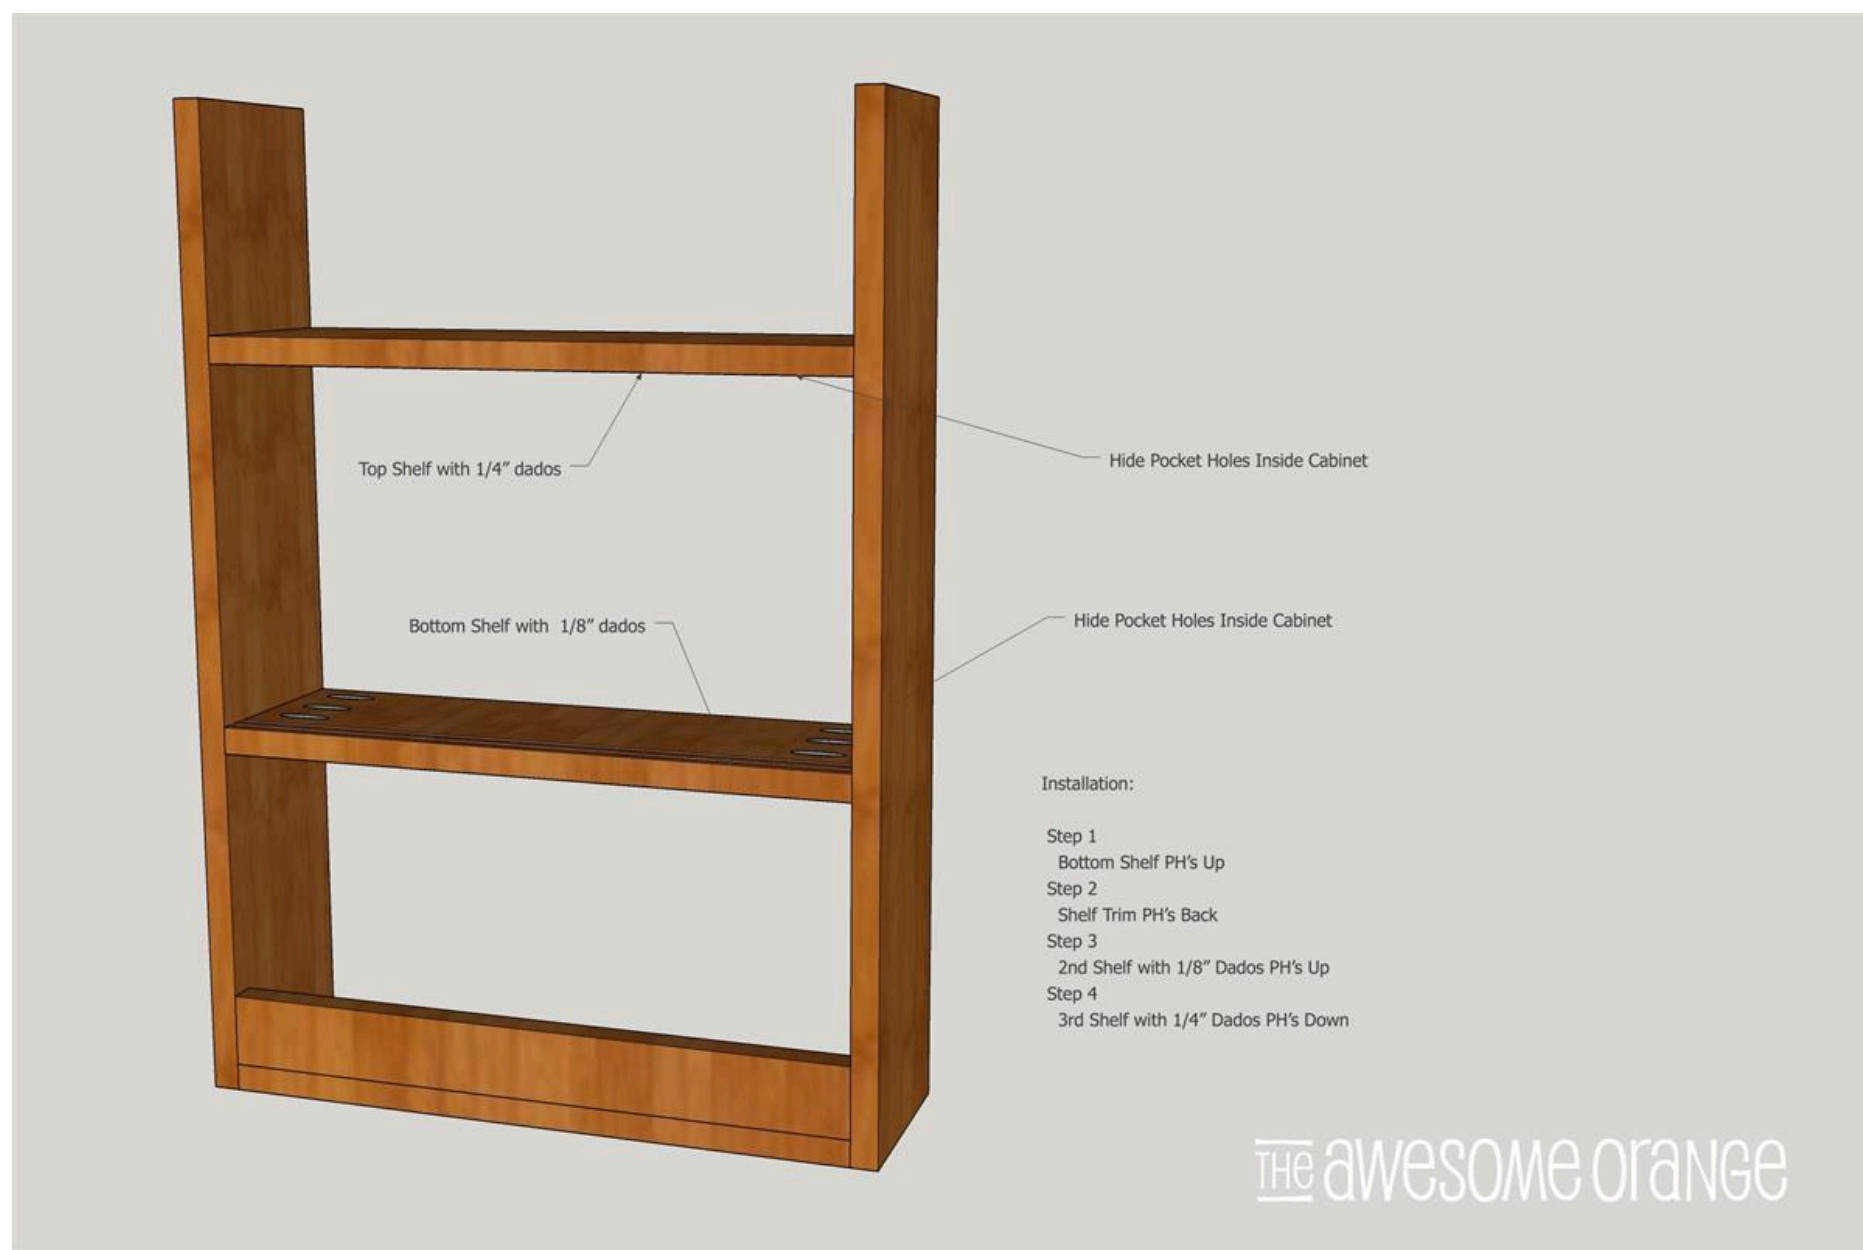 Top Shelf with 1/4″ dados
Hide Pocket Holes Inside Cabinet
Bottom Shelf with 1/8″ dados
Hide Pocket Holes Inside Cabinet
Installation:
Step 1
Bottom Shelf PH’s Up
Step 2
Shelf Trim PH’s Back
Step 3
2nd Shelf with 1/8″ Dados PH’s Up
Step 4
3rd Shelf with 1/4″ Dados PH’s Down
THE AWESOME OraNGe